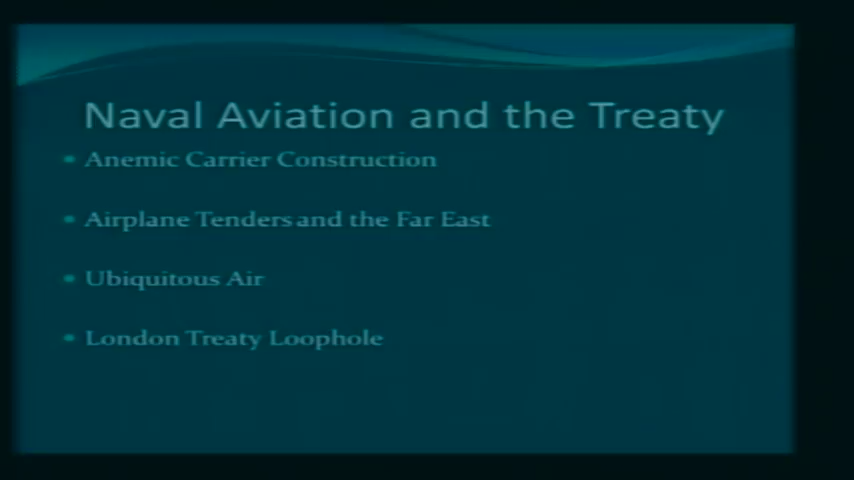 Naval Aviation and the Treaty
• Anemic Carrier Construction
• Airplane Tenders and the Far East
• Ubiquitous Air
• London Treaty Loophole